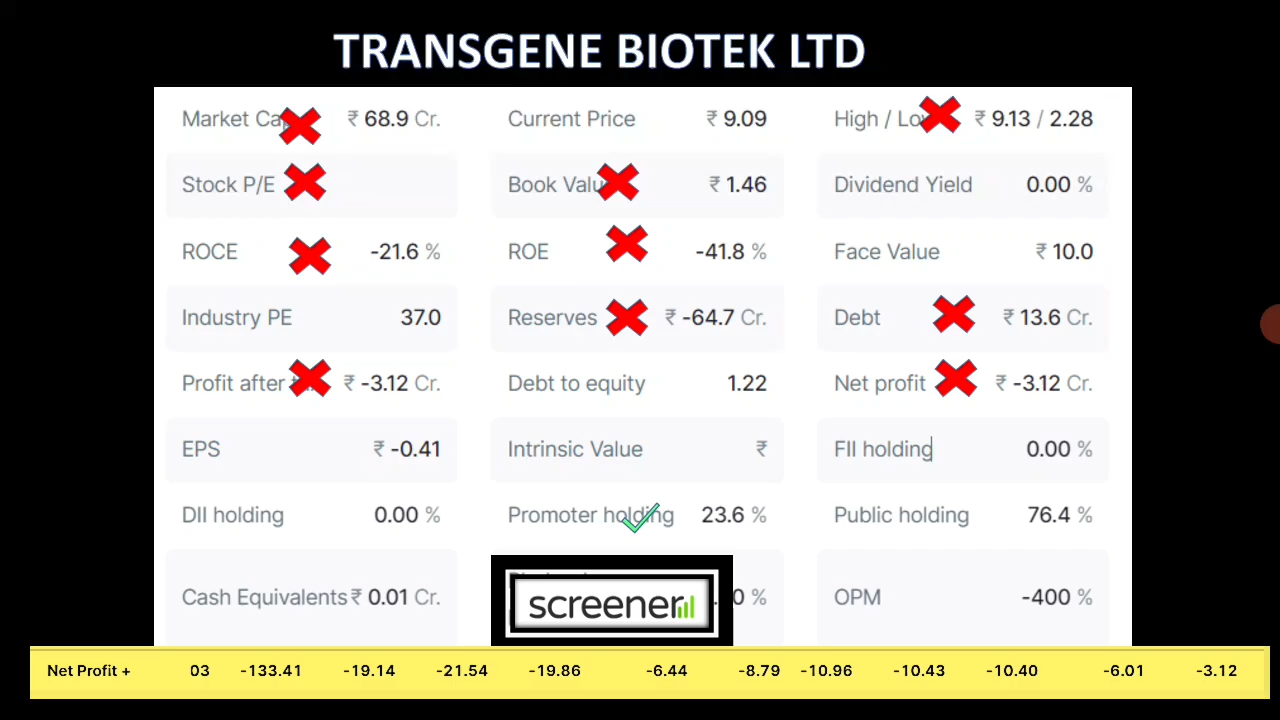 TRANSGENE BIOTEK LTD
Market Cap ₹ 68.9 Cr. Current Price ₹ 9.09 High / Low ₹ 9.13 / 2.28
Stock P/E Book Value ₹ 1.46 Dividend Yield 0.00 %
ROCE -21.6 % ROE -41.8 % Face Value ₹ 10.0
Industry PE 37.0 Reserves ₹ -64.7 Cr. Debt ₹ 13.6 Cr.
Profit after ₹ -3.12 Cr. Debt to equity 1.22 Net profit ₹ -3.12 Cr.
EPS ₹ -0.41 Intrinsic Value ₹ FII holding 0.00 %
DII holding 0.00 % Promoter holding 23.6 % Public holding 76.4 %
Cash Equivalents ₹ 0.01 Cr. screener 0 % OPM -400 %
Net Profit + 03 -133.41 -19.14 -21.54 -19.86 -6.44 -8.79 -10.96 -10.43 -10.40 -6.01 -3.12